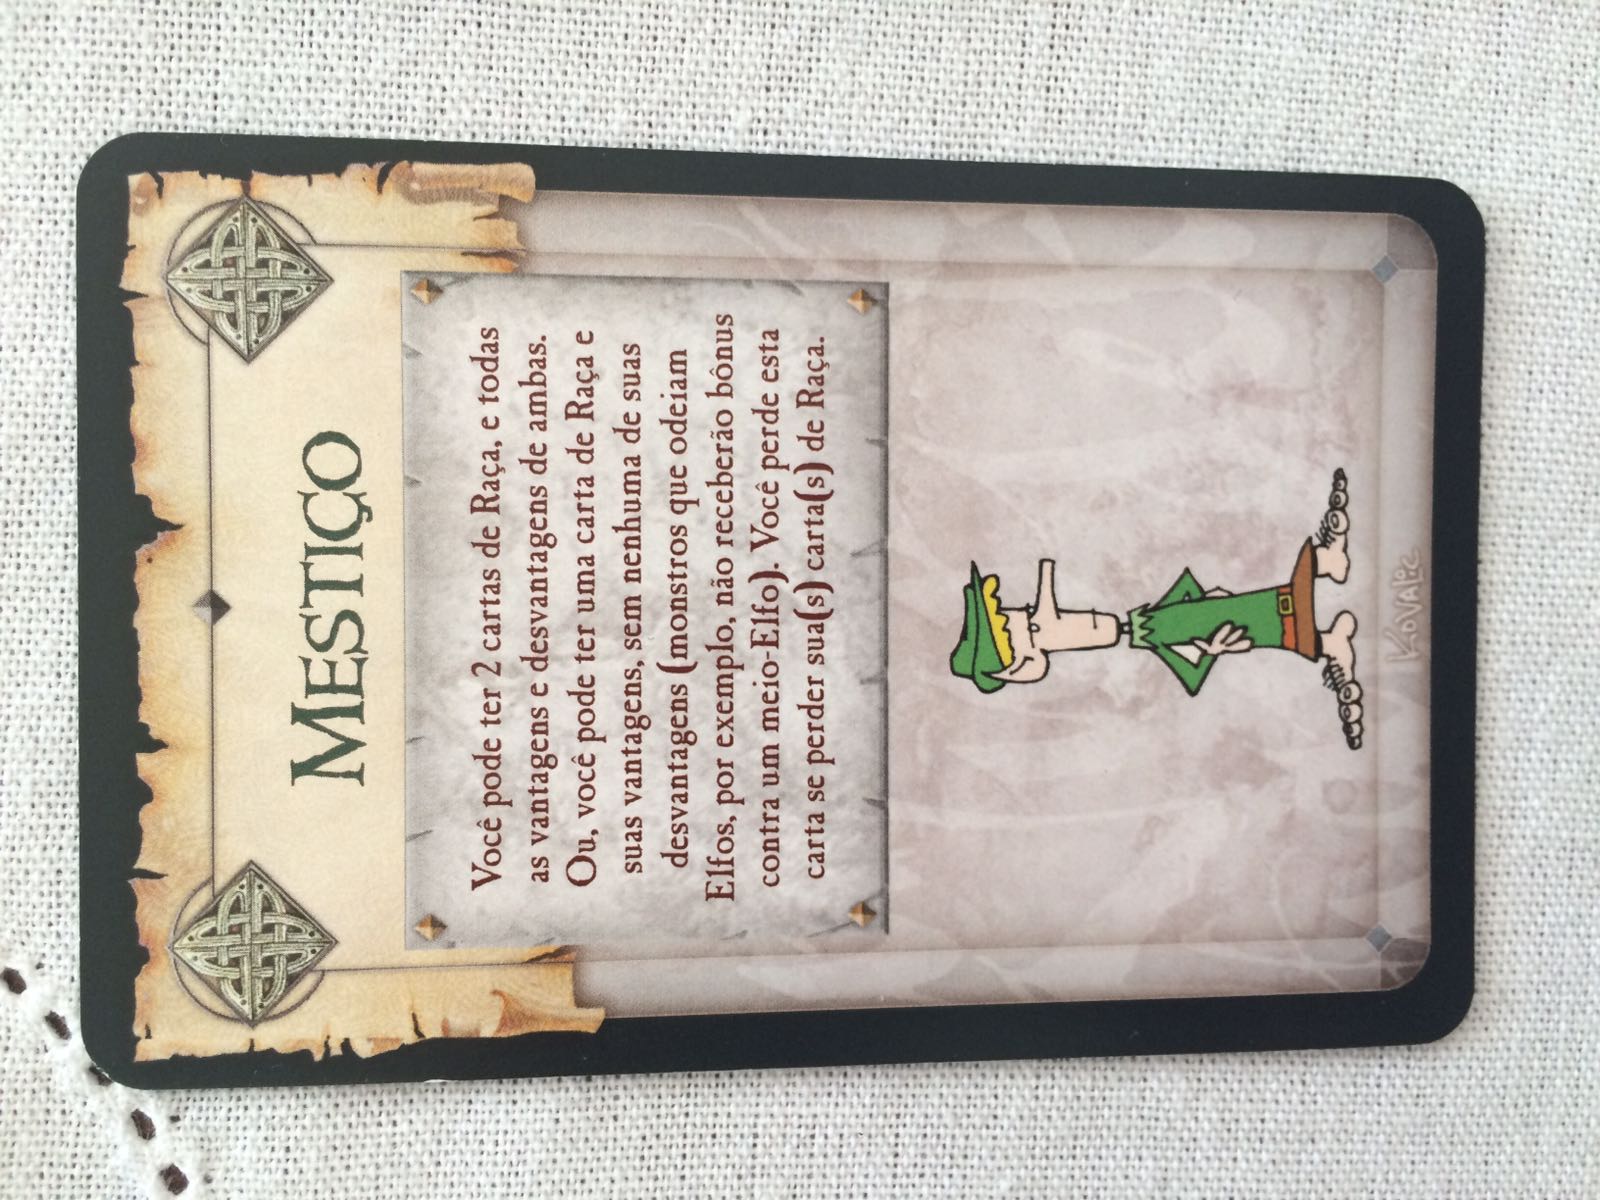 Mestiço
Você pode ter 2 cartas de Raça, e todas
as vantagens e desvantagens de ambas.
Ou, você pode ter uma carta de Raça e
suas vantagens, sem nenhuma de suas
desvantagens (monstros que odeiam
Elfos, por exemplo, não receberão bônus
contra um meio-Elfo). Você perde esta
carta se perder sua(s) carta(s) de Raça.
Kovalic